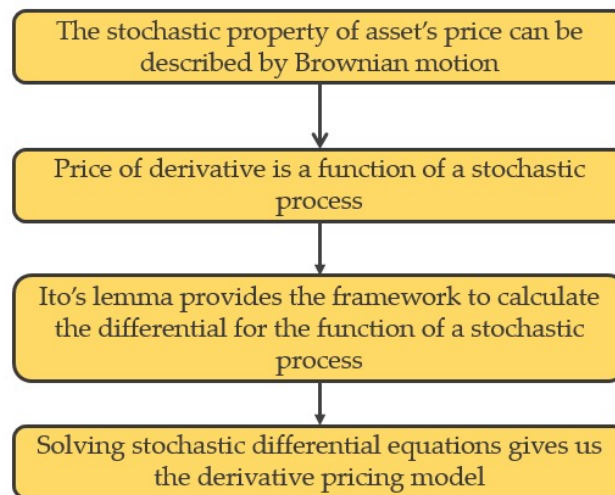 The stochastic property of asset's price can be
described by Brownian motion
Price of derivative is a function of a stochastic
process
Ito's lemma provides the framework to calculate
the differential for the function of a stochastic
process
Solving stochastic differential equations gives us
the derivative pricing model